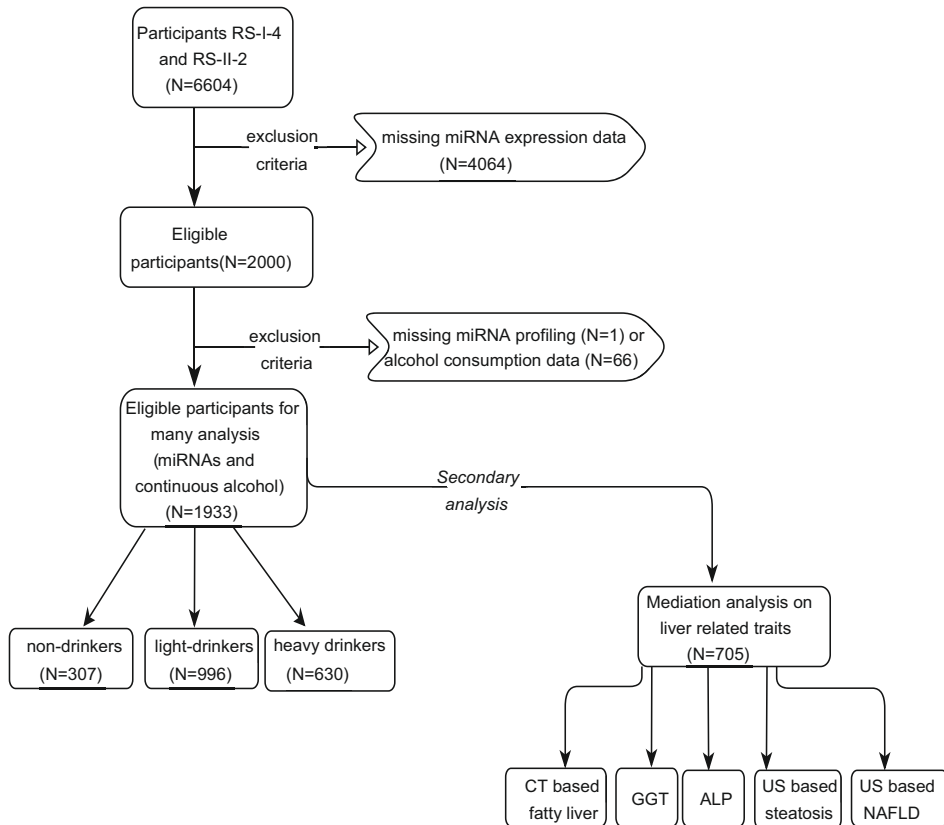 Participants RS-I-4
and RS-II-2
(N=6604)
exclusion
criteria
missing miRNA expression data
(N=4064)
Eligible
participants(N=2000)
exclusion
criteria
missing miRNA profiling (N=1) or
alcohol consumption data (N=66)
Eligible participants for
many analysis
(miRNAs and
continuous alcohol)
(N=1933)
Secondary
analysis
non-drinkers
(N=307)
light-drinkers
(N=996)
heavy drinkers
(N=630)
Mediation analysis on
liver related traits
(N=705)
CT based
fatty liver
GGT
ALP
US based
steatosis
US based
NAFLD